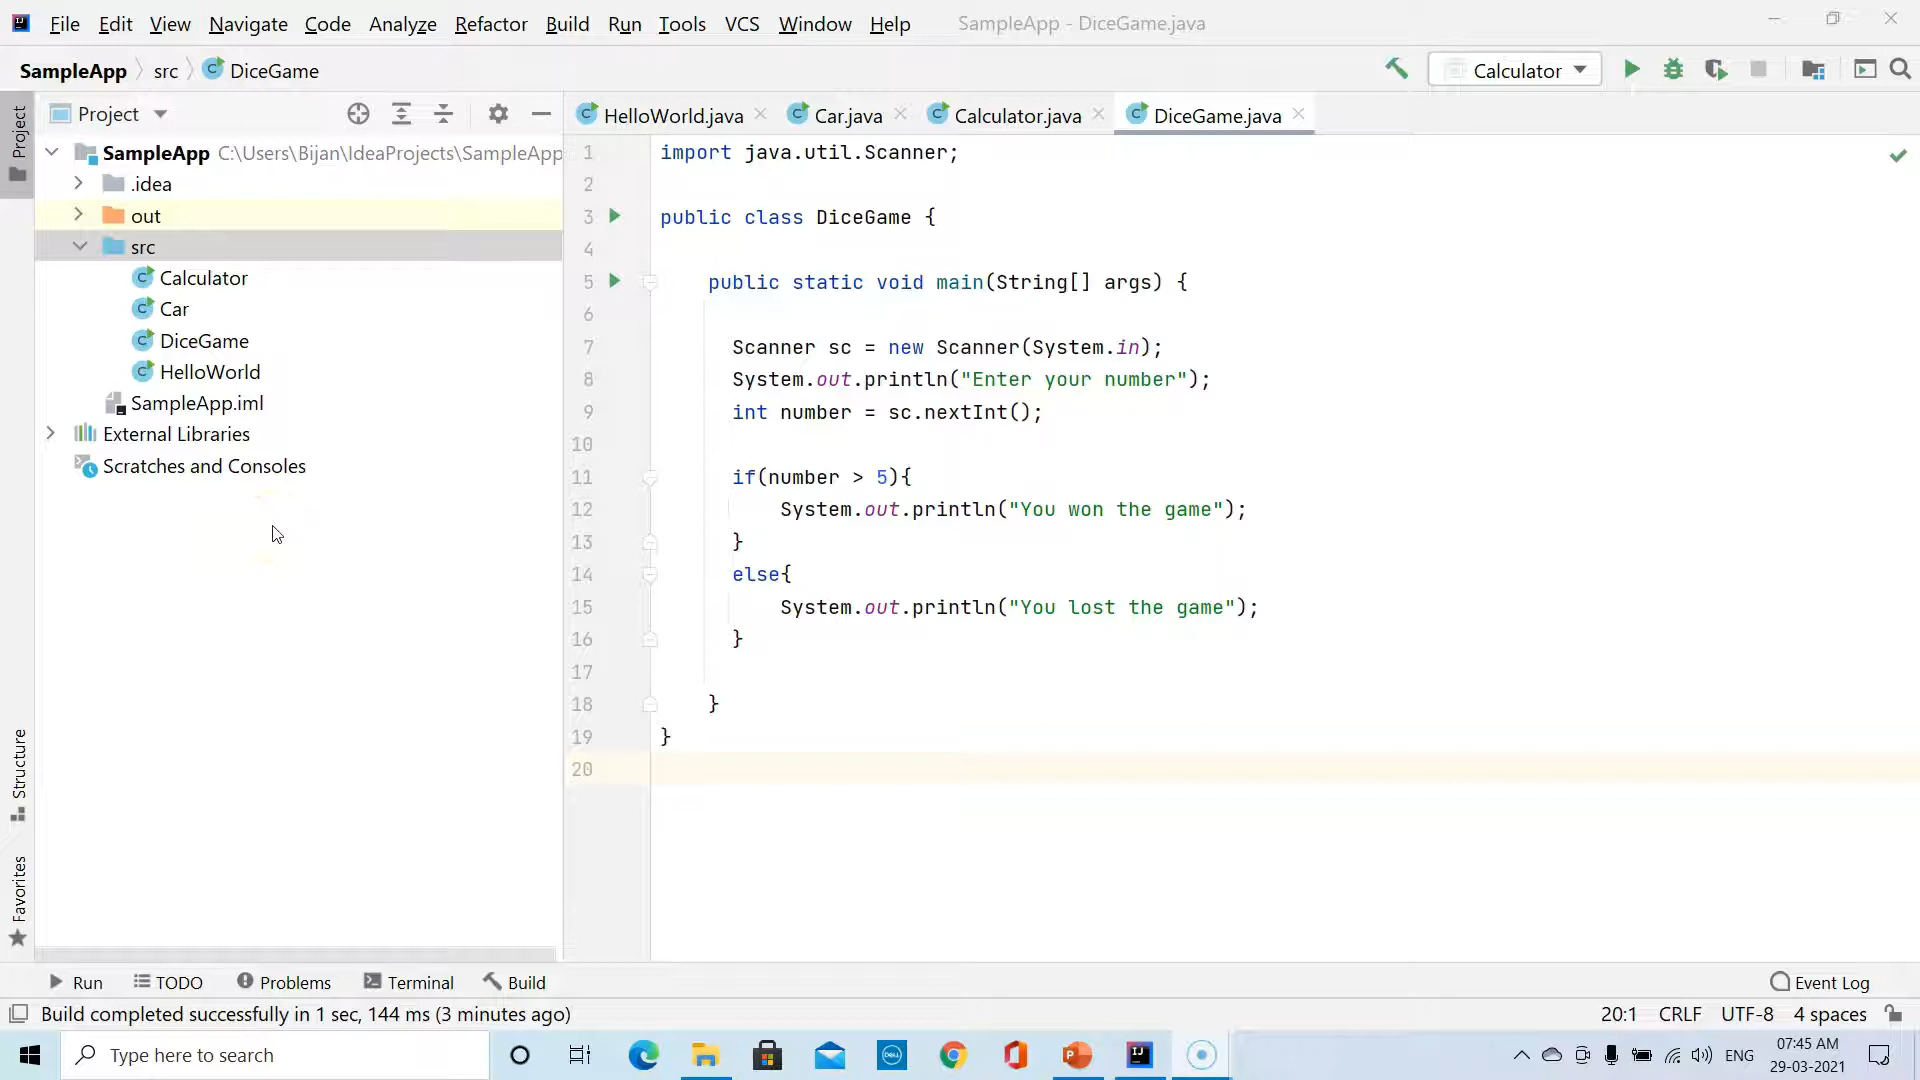 File Edit View Navigate Code Analyze Refactor Build Run Tools VCS Window Help SampleApp - DiceGame.java
SampleApp src DiceGame Calculator
Project
Project
HelloWorld.java Car.java Calculator.java DiceGame.java
SampleApp C:\Users\Bijan\IdeaProjects\SampleApp
.idea
out
src
Calculator
Car
DiceGame
HelloWorld
SampleApp.iml
External Libraries
Scratches and Consoles
1 import java.util.Scanner;
2
3 public class DiceGame {
4
5 public static void main(String[] args) {
6
7 Scanner sc = new Scanner(System.in);
8 System.out.println("Enter your number");
9 int number = sc.nextInt();
10
11 if(number > 5){
12 System.out.println("You won the game");
13 }
14 else{
15 System.out.println("You lost the game");
16 }
17
18 }
19 }
20
Structure
Favorites
Run TODO Problems Terminal Build Event Log
Build completed successfully in 1 sec, 144 ms (3 minutes ago) 20:1 CRLF UTF-8 4 spaces
Type here to search
DELL
ENG
07:45 AM
29-03-2021